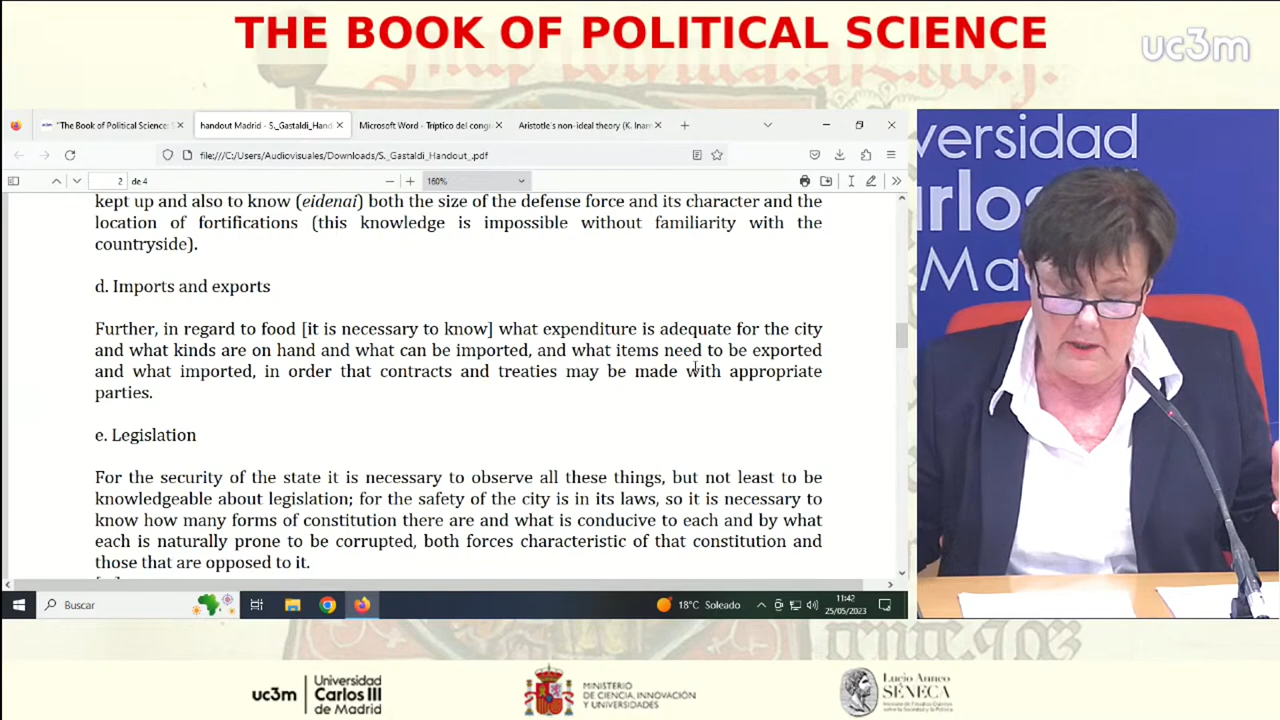 THE BOOK OF POLITICAL SCIENCE
uc3m
"The Book of Political Science: S
handout Madrid - S._Gastaldi_Hand
Microsoft Word - Tríptico del congr
Aristotle's non-ideal theory (K. Inam
file:///C:/Users/Audiovisuales/Downloads/S._Gastaldi_Handout_.pdf
2 de 4
160%
kept up and also to know (eidenai) both the size of the defense force and its character and the
location of fortifications (this knowledge is impossible without familiarity with the
countryside).
d. Imports and exports
Further, in regard to food [it is necessary to know] what expenditure is adequate for the city
and what kinds are on hand and what can be imported, and what items need to be exported
and what imported, in order that contracts and treaties may be made with appropriate
parties.
e. Legislation
For the security of the state it is necessary to observe all these things, but not least to be
knowledgeable about legislation; for the safety of the city is in its laws, so it is necessary to
know how many forms of constitution there are and what is conducive to each and by what
each is naturally prone to be corrupted, both forces characteristic of that constitution and
those that are opposed to it.
Buscar
18°C Soleado
11:42
25/05/2023
versidad
arlos
Ma
uc3m
Universidad
Carlos III
de Madrid
MINISTERIO
DE CIENCIA, INNOVACIÓN
Y UNIVERSIDADES
Lucio Anneo
SÉNECA